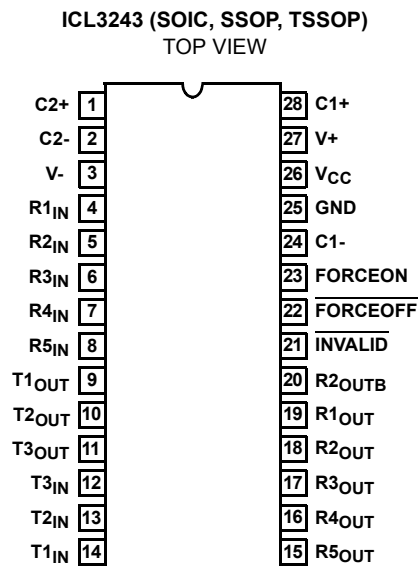 ICL3243 (SOIC, SSOP, TSSOP)
TOP VIEW
C2+ 1 28 C1+
C2- 2 27 V+
V- 3 26 VCC
R1IN 4 25 GND
R2IN 5 24 C1-
R3IN 6 23 FORCEON
R4IN 7 22 FORCEOFF
R5IN 8 21 INVALID
T1OUT 9 20 R2OUTB
T2OUT 10 19 R1OUT
T3OUT 11 18 R2OUT
T3IN 12 17 R3OUT
T2IN 13 16 R4OUT
T1IN 14 15 R5OUT